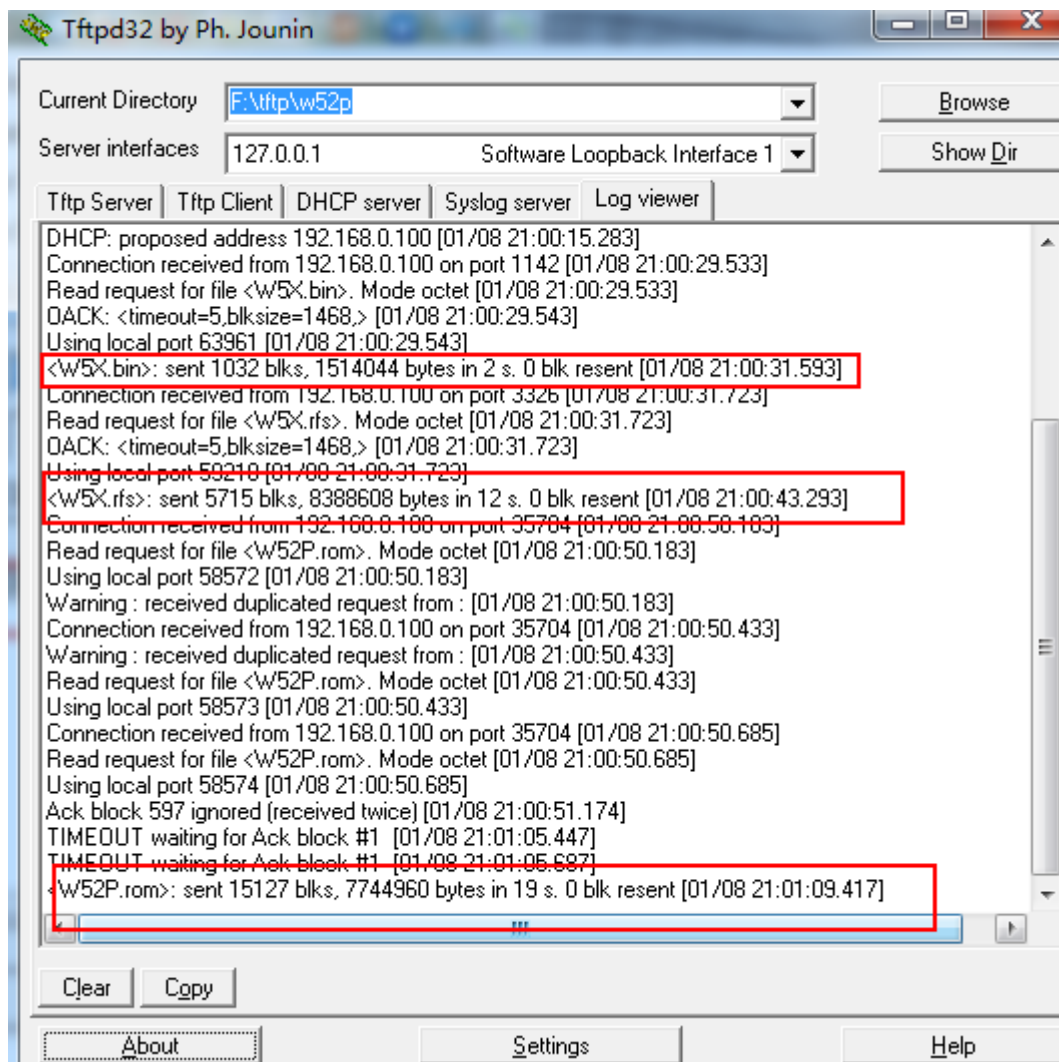 Tftpd32 by Ph. Jounin
Current Directory F:\tftp\w52p Browse
Server interfaces 127.0.0.1 Software Loopback Interface 1 Show Dir
Tftp Server Tftp Client DHCP server Syslog server Log viewer
DHCP: proposed address 192.168.0.100 [01/08 21:00:15.283]
Connection received from 192.168.0.100 on port 1142 [01/08 21:00:29.533]
Read request for file <W5X.bin>. Mode octet [01/08 21:00:29.533]
OACK: <timeout=5,blksize=1468,> [01/08 21:00:29.543]
Using local port 63961 [01/08 21:00:29.543]
<W5X.bin>: sent 1032 blks, 1514044 bytes in 2 s. 0 blk resent [01/08 21:00:31.593]
Connection received from 192.168.0.100 on port 3326 [01/08 21:00:31.723]
Read request for file <W5X.rfs>. Mode octet [01/08 21:00:31.723]
OACK: <timeout=5,blksize=1468,> [01/08 21:00:31.723]
Using local port 59210 [01/08 21:00:31.723]
<W5X.rfs>: sent 5715 blks, 8388608 bytes in 12 s. 0 blk resent [01/08 21:00:43.293]
Connection received from 192.168.0.100 on port 35704 [01/08 21:00:50.183]
Read request for file <W52P.rom>. Mode octet [01/08 21:00:50.183]
Using local port 58572 [01/08 21:00:50.183]
Warning : received duplicated request from : [01/08 21:00:50.183]
Connection received from 192.168.0.100 on port 35704 [01/08 21:00:50.433]
Warning : received duplicated request from : [01/08 21:00:50.433]
Read request for file <W52P.rom>. Mode octet [01/08 21:00:50.433]
Using local port 58573 [01/08 21:00:50.433]
Connection received from 192.168.0.100 on port 35704 [01/08 21:00:50.685]
Read request for file <W52P.rom>. Mode octet [01/08 21:00:50.685]
Using local port 58574 [01/08 21:00:50.685]
Ack block 597 ignored (received twice) [01/08 21:00:51.174]
TIMEOUT waiting for Ack block #1 [01/08 21:01:05.447]
TIMEOUT waiting for Ack block #1 [01/08 21:01:05.687]
<W52P.rom>: sent 15127 blks, 7744960 bytes in 19 s. 0 blk resent [01/08 21:01:09.417]
Clear Copy
About Settings Help